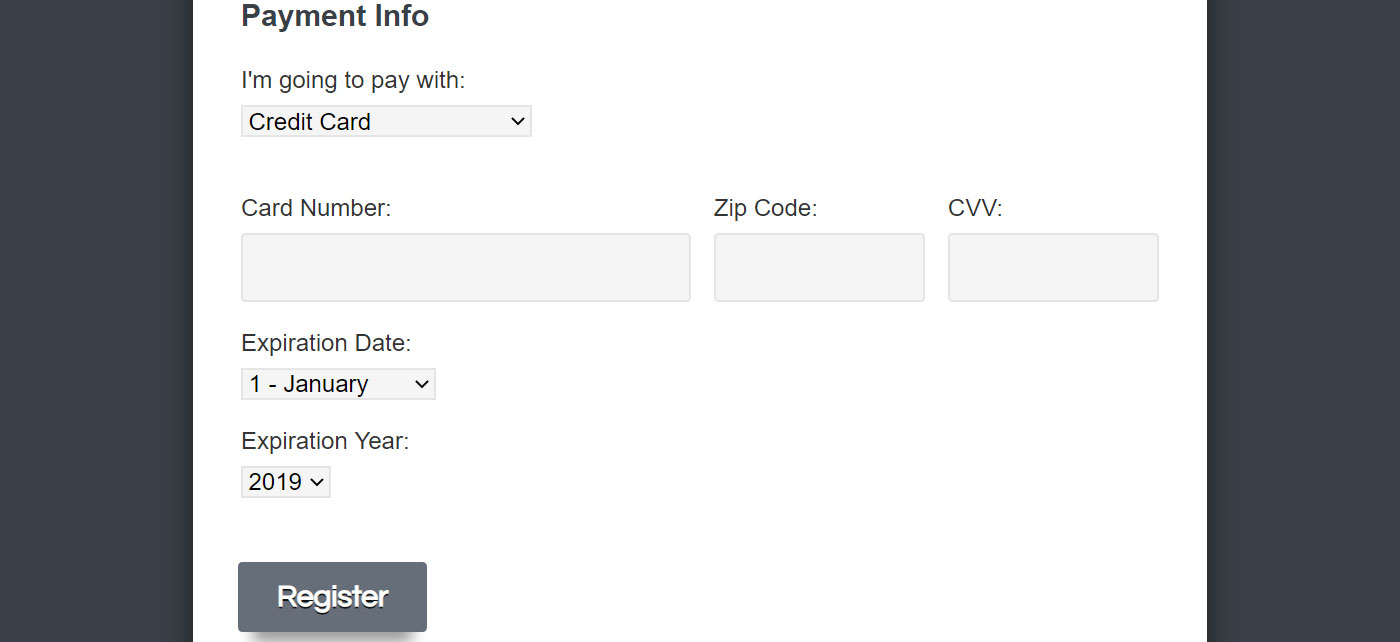 Payment Info
I'm going to pay with:
Credit Card
Card Number: Zip Code: CVV:
Expiration Date:
1 - January
Expiration Year:
2019
Register